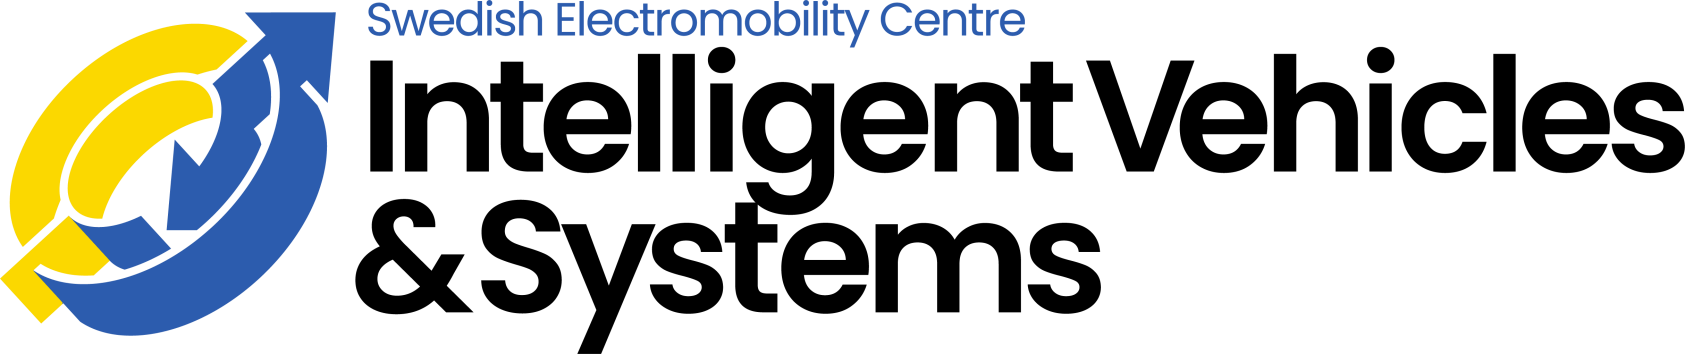 Swedish Electromobility Centre
Intelligent Vehicles
& Systems